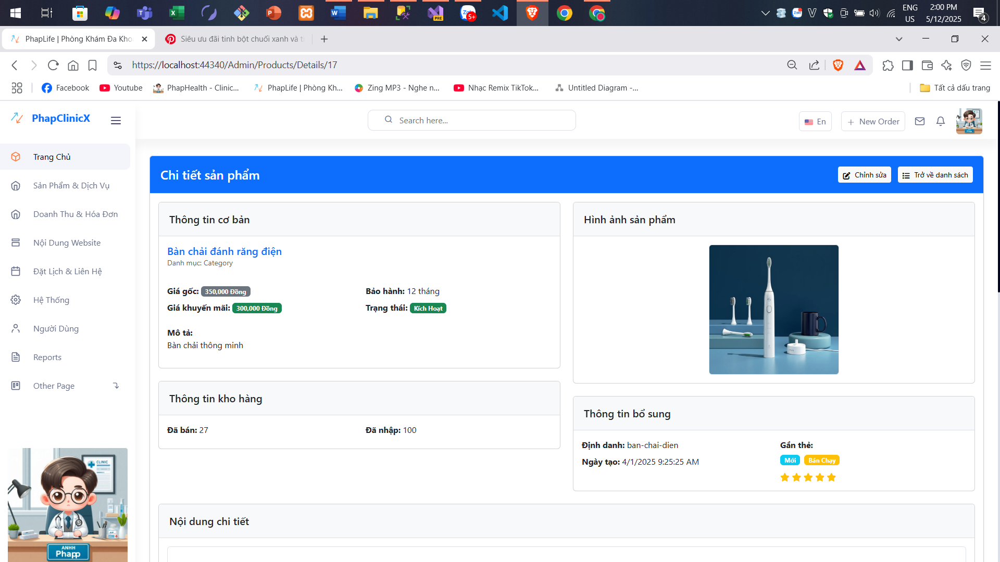 ENG
US
2:00 PM
5/12/2025
4
PRE
Zalo
5+
PhapLife | Phòng Khám Đa Kho
Siêu ưu đãi tinh bột chuối xanh và ti
https://localhost:44340/Admin/Products/Details/17
Facebook
Youtube
PhapHealth - Clinic...
PhapLife | Phòng Kh...
Zing MP3 - Nghe n...
Nhạc Remix TikTok...
Untitled Diagram -...
Tất cả dấu trang
PhapClinicX
Search here...
En
New Order
Trang Chủ
Sản Phẩm & Dịch Vụ
Doanh Thu & Hóa Đơn
Nội Dung Website
Đặt Lịch & Liên Hệ
Hệ Thống
Người Dùng
Reports
Other Page
CLINIC
ANHH
Phapp
Chi tiết sản phẩm
Chỉnh sửa
Trở về danh sách
Thông tin cơ bản
Bàn chải đánh răng điện
Danh mục: Category
Giá gốc: 350,000 Đồng
Bảo hành: 12 tháng
Giá khuyến mãi: 300,000 Đồng
Trạng thái: Kích Hoạt
Mô tả:
Bàn chải thông minh
Thông tin kho hàng
Đã bán: 27
Đã nhập: 100
Hình ảnh sản phẩm
Thông tin bổ sung
Định danh: ban-chai-dien
Gắn thẻ:
Mới
Bán Chạy
Ngày tạo: 4/1/2025 9:25:25 AM
Nội dung chi tiết